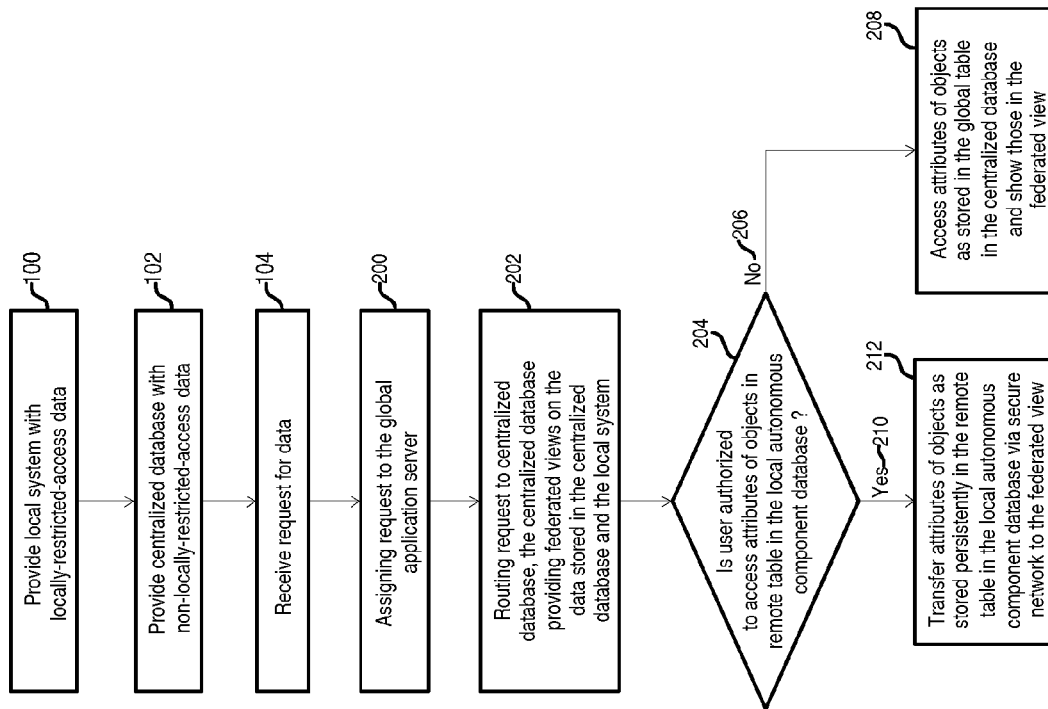 100
Provide local system with
locally-restricted-access data
102
Provide centralized database with
non-locally-restricted-access data
104
Receive request for data
200
Assigning request to the global
application server
202
Routing request to centralized
database, the centralized database
providing federated views on the
data stored in the centralized
database and the local system
204
Is user authorized
to access attributes of objects in
remote table in the local autonomous
component database ?
206
No
208
Access attributes of objects
as stored in the global table
in the centralized database
and show those in the
federated view
Yes
210
212
Transfer attributes of objects as
stored persistently in the remote
table in the local autonomous
component database via secure
network to the federated view